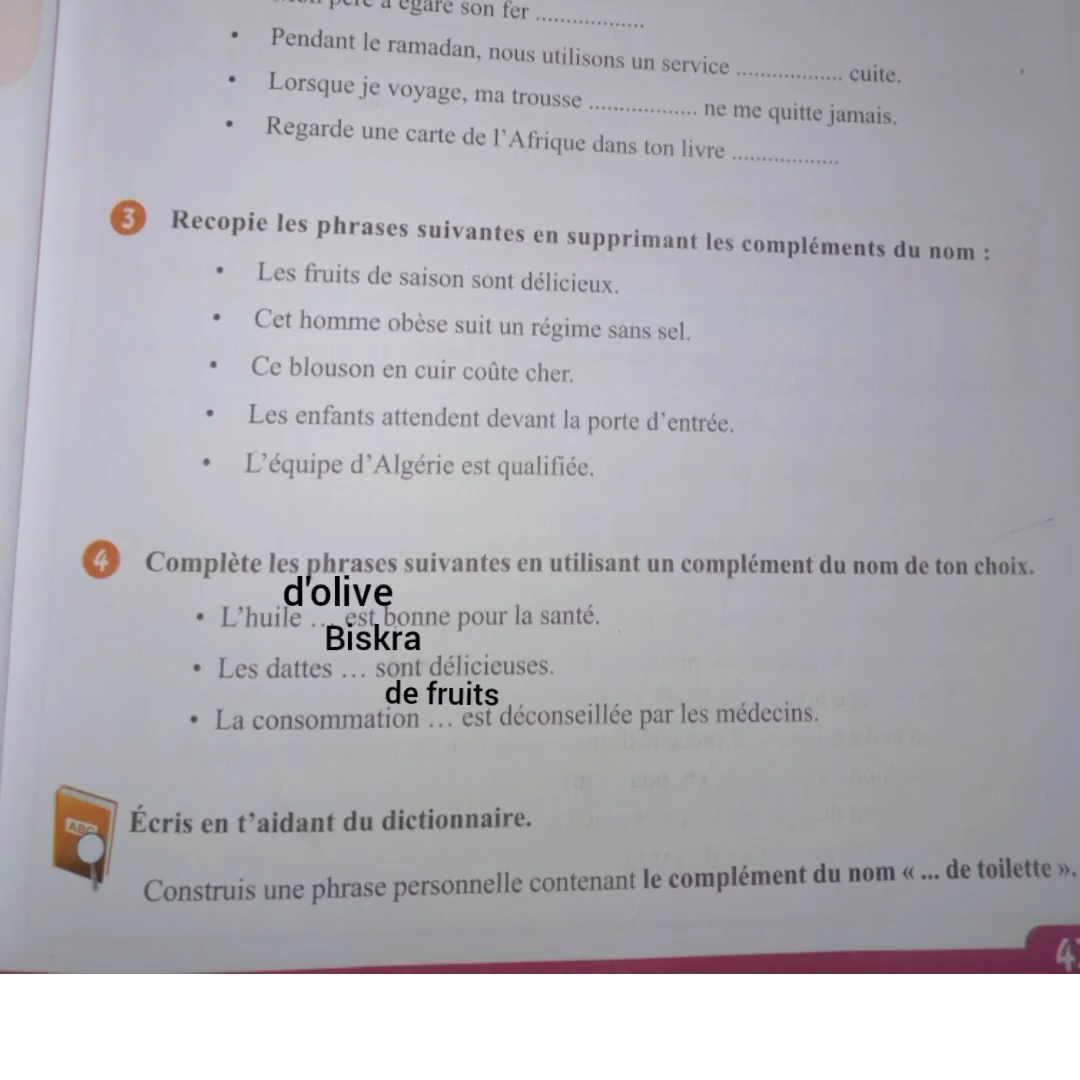 père a égaré son fer ..................
• Pendant le ramadan, nous utilisons un service .................. cuite.
• Lorsque je voyage, ma trousse .................. ne me quitte jamais.
• Regarde une carte de l'Afrique dans ton livre ..................
3 Recopie les phrases suivantes en supprimant les compléments du nom :
• Les fruits de saison sont délicieux.
• Cet homme obèse suit un régime sans sel.
• Ce blouson en cuir coûte cher.
• Les enfants attendent devant la porte d'entrée.
• L'équipe d'Algérie est qualifiée.
4 Complète les phrases suivantes en utilisant un complément du nom de ton choix.
d'olive
• L'huile ... est bonne pour la santé.
Biskra
• Les dattes ... sont délicieuses.
de fruits
• La consommation ... est déconseillée par les médecins.
ABC
Écris en t'aidant du dictionnaire.
Construis une phrase personnelle contenant le complément du nom « ... de toilette ».